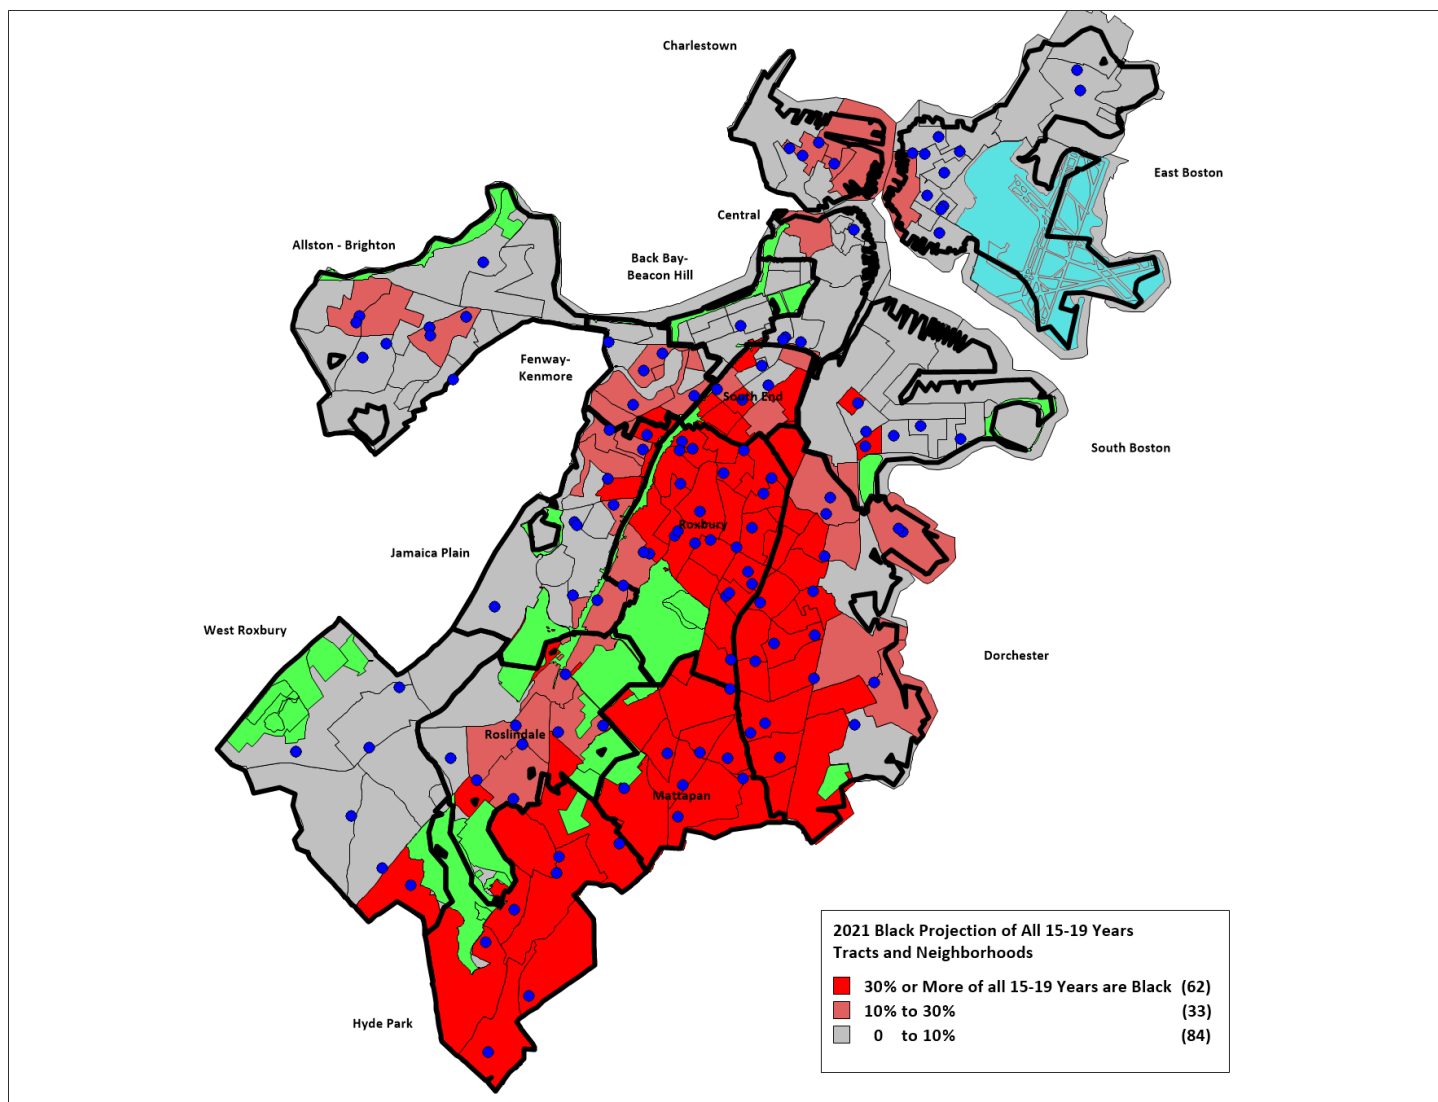 Charlestown
East Boston
Central
Allston - Brighton
Back Bay-
Beacon Hill
Fenway-
Kenmore
South End
South Boston
Roxbury
Jamaica Plain
West Roxbury
Dorchester
Roslindale
Mattapan
Hyde Park
2021 Black Projection of All 15-19 Years
Tracts and Neighborhoods
30% or More of all 15-19 Years are Black (62)
10% to 30% (33)
0 to 10% (84)